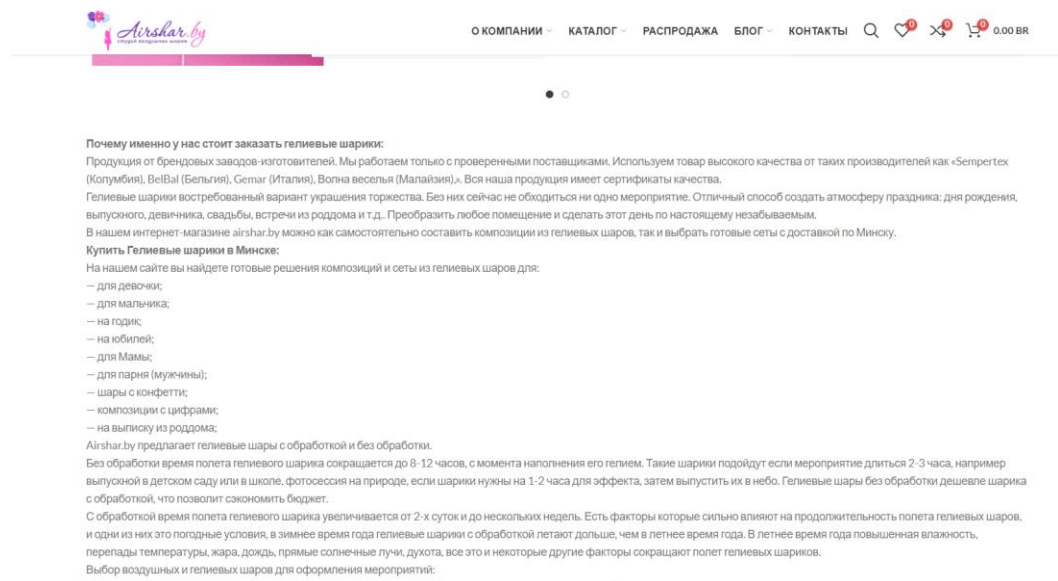 Airshar.by
студия воздушных шаров
О КОМПАНИИ КАТАЛОГ РАСПРОДАЖА БЛОГ КОНТАКТЫ 0 0 0 0.00 BR
Почему именно у нас стоит заказать гелиевые шарики:
Продукция от брендовых заводов-изготовителей. Мы работаем только с проверенными поставщиками. Используем товар высокого качества от таких производителей как «Sempertex
(Колумбия), BelBal (Бельгия), Gemar (Италия), Волна веселья (Малайзия),». Вся наша продукция имеет сертификаты качества.
Гелиевые шарики востребованный вариант украшения торжества. Без них сейчас не обходиться ни одно мероприятие. Отличный способ создать атмосферу праздника: дня рождения,
выпускного, девичника, свадьбы, встречи из роддома и т.д.. Преобразить любое помещение и сделать этот день по настоящему незабываемым.
В нашем интернет-магазине airshar.by можно как самостоятельно составить композиции из гелиевых шаров, так и выбрать готовые сеты с доставкой по Минску.
Купить Гелиевые шарики в Минске:
На нашем сайте вы найдете готовые решения композиций и сеты из гелиевых шаров для:
— для девочки;
— для мальчика;
— на годик;
— на юбилей;
— для Мамы;
— для парня (мужчины);
— шары с конфетти;
— композиции с цифрами;
— на выписку из роддома;
Airshar.by предлагает гелиевые шары с обработкой и без обработки.
Без обработки время полета гелиевого шарика сокращается до 8-12 часов, с момента наполнения его гелием. Такие шарики подойдут если мероприятие длиться 2-3 часа, например
выпускной в детском саду или в школе, фотосессия на природе, если шарики нужны на 1-2 часа для эффекта, затем выпустить их в небо. Гелиевые шары без обработки дешевле шарика
с обработкой, что позволит сэкономить бюджет.
С обработкой время полета гелиевого шарика увеличивается от 2-х суток и до нескольких недель. Есть факторы которые сильно влияют на продолжительность полета гелиевых шаров,
и одни из них это погодные условия, в зимнее время года гелиевые шарики с обработкой летают дольше, чем в летнее время года. В летнее время года повышенная влажность,
перепады температуры, жара, дождь, прямые солнечные лучи, духота, все это и некоторые другие факторы сокращают полет гелиевых шариков.
Выбор воздушных и гелиевых шаров для оформления мероприятий: